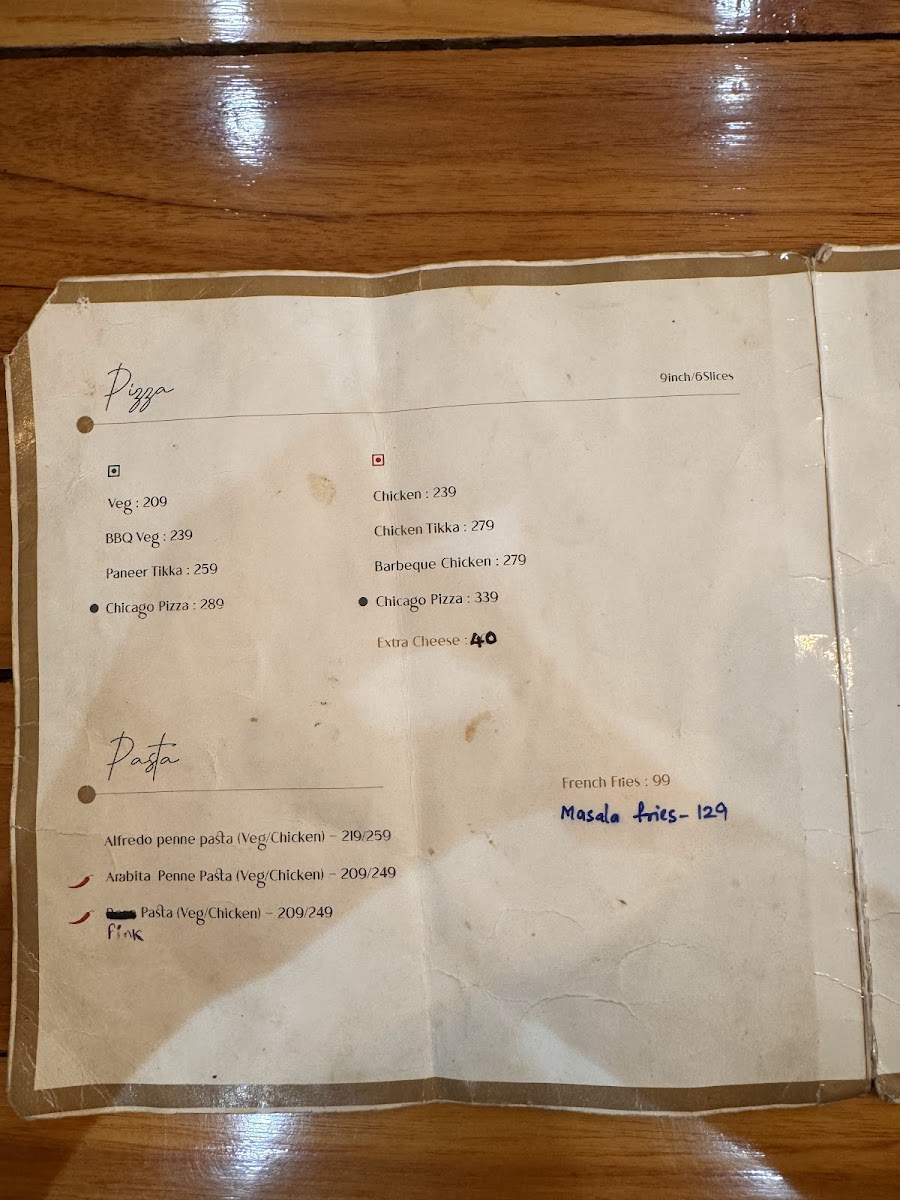 Pizza
9inch/6Slices
Veg : 209
BBQ Veg : 239
Paneer Tikka : 259
Chicago Pizza : 289
Chicken : 239
Chicken Tikka : 279
Barbeque Chicken : 279
Chicago Pizza : 339
Extra Cheese : 40
Pasta
Alfredo penne pasta (Veg/Chicken) – 219/259
Arabita Penne Pasta (Veg/Chicken) – 209/249
Pasta (Veg/Chicken) – 209/249
Pink
French Fries : 99
Masala fries- 129